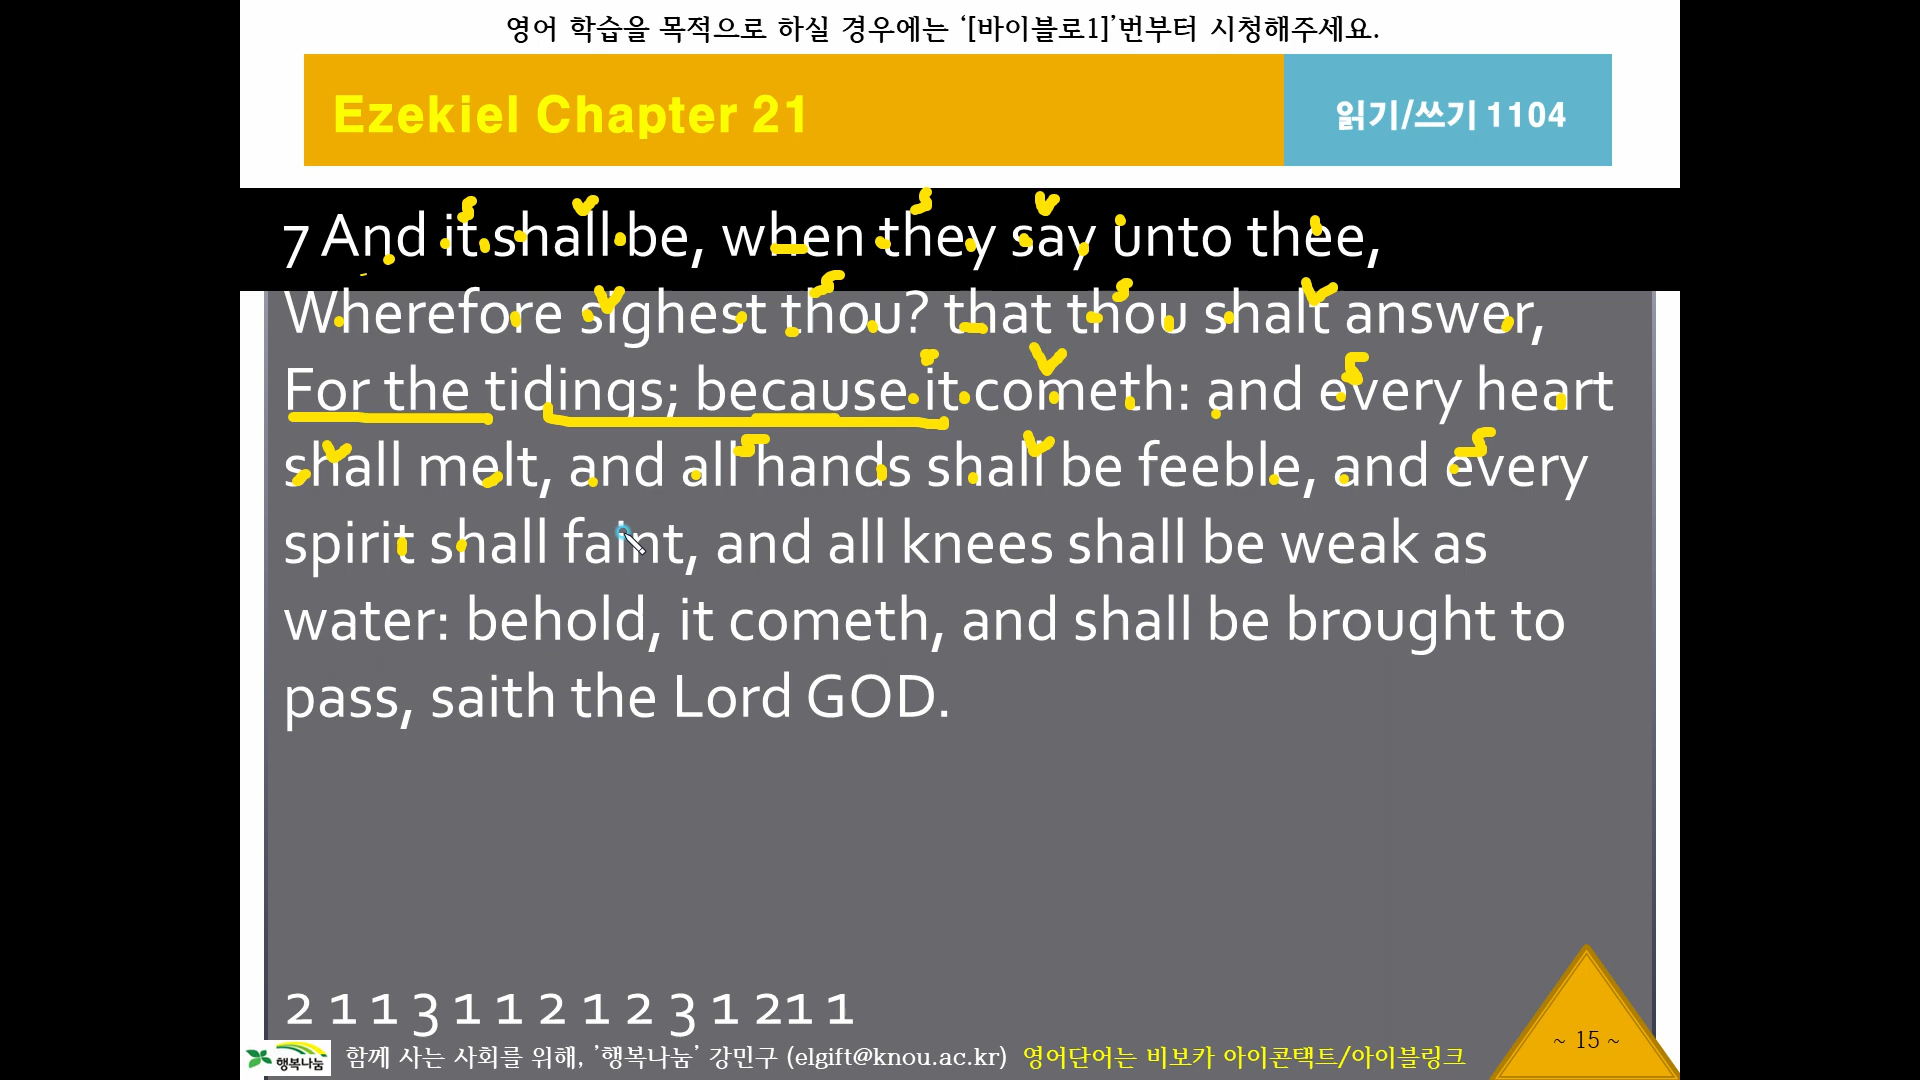 영어 학습을 목적으로 하실 경우에는 ‘[바이블로1]’번부터 시청해주세요.
Ezekiel Chapter 21
읽기/쓰기 1104
7 And it shall be, when they say unto thee,
Wherefore sighest thou? that thou shalt answer,
For the tidings; because it cometh: and every heart
shall melt, and all hands shall be feeble, and every
spirit shall faint, and all knees shall be weak as
water: behold, it cometh, and shall be brought to
pass, saith the Lord GOD.
2 1 1 3 1 1 2 1 2 3 1 21 1
~ 15 ~
행복나눔
함께 사는 사회를 위해, ’행복나눔’ 강민구 (elgift@knou.ac.kr) 영어단어는 비보카 아이콘택트/아이블링크